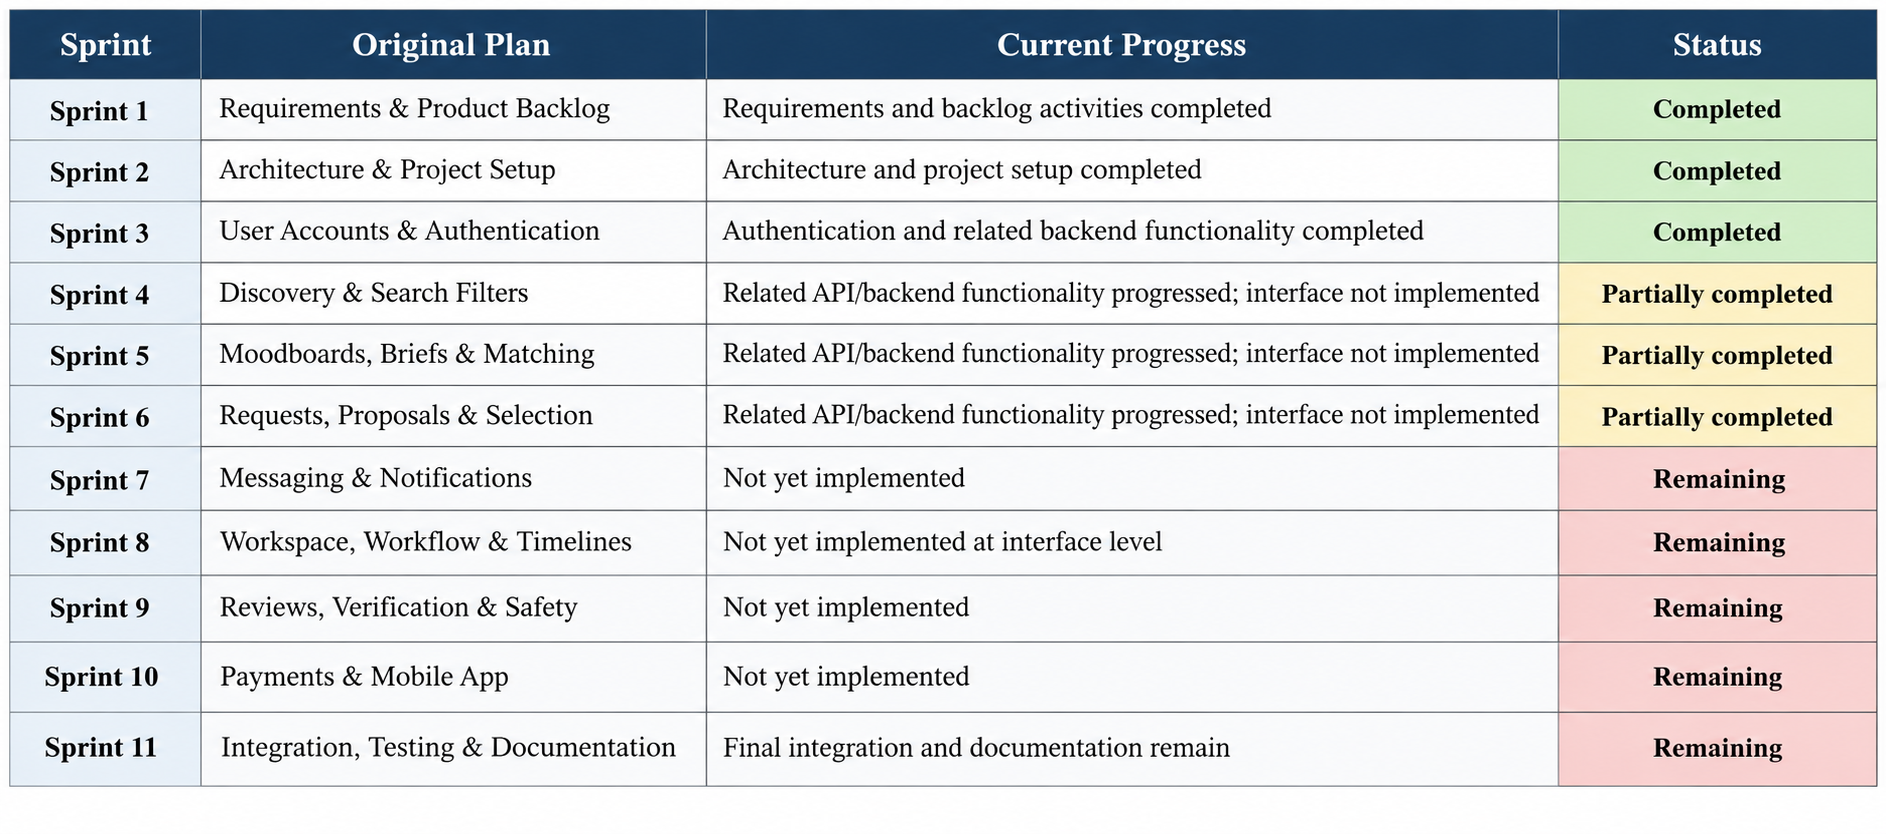 Sprint Original Plan Current Progress Status
Sprint 1 Requirements & Product Backlog Requirements and backlog activities completed Completed
Sprint 2 Architecture & Project Setup Architecture and project setup completed Completed
Sprint 3 User Accounts & Authentication Authentication and related backend functionality completed Completed
Sprint 4 Discovery & Search Filters Related API/backend functionality progressed; interface not implemented Partially completed
Sprint 5 Moodboards, Briefs & Matching Related API/backend functionality progressed; interface not implemented Partially completed
Sprint 6 Requests, Proposals & Selection Related API/backend functionality progressed; interface not implemented Partially completed
Sprint 7 Messaging & Notifications Not yet implemented Remaining
Sprint 8 Workspace, Workflow & Timelines Not yet implemented at interface level Remaining
Sprint 9 Reviews, Verification & Safety Not yet implemented Remaining
Sprint 10 Payments & Mobile App Not yet implemented Remaining
Sprint 11 Integration, Testing & Documentation Final integration and documentation remain Remaining